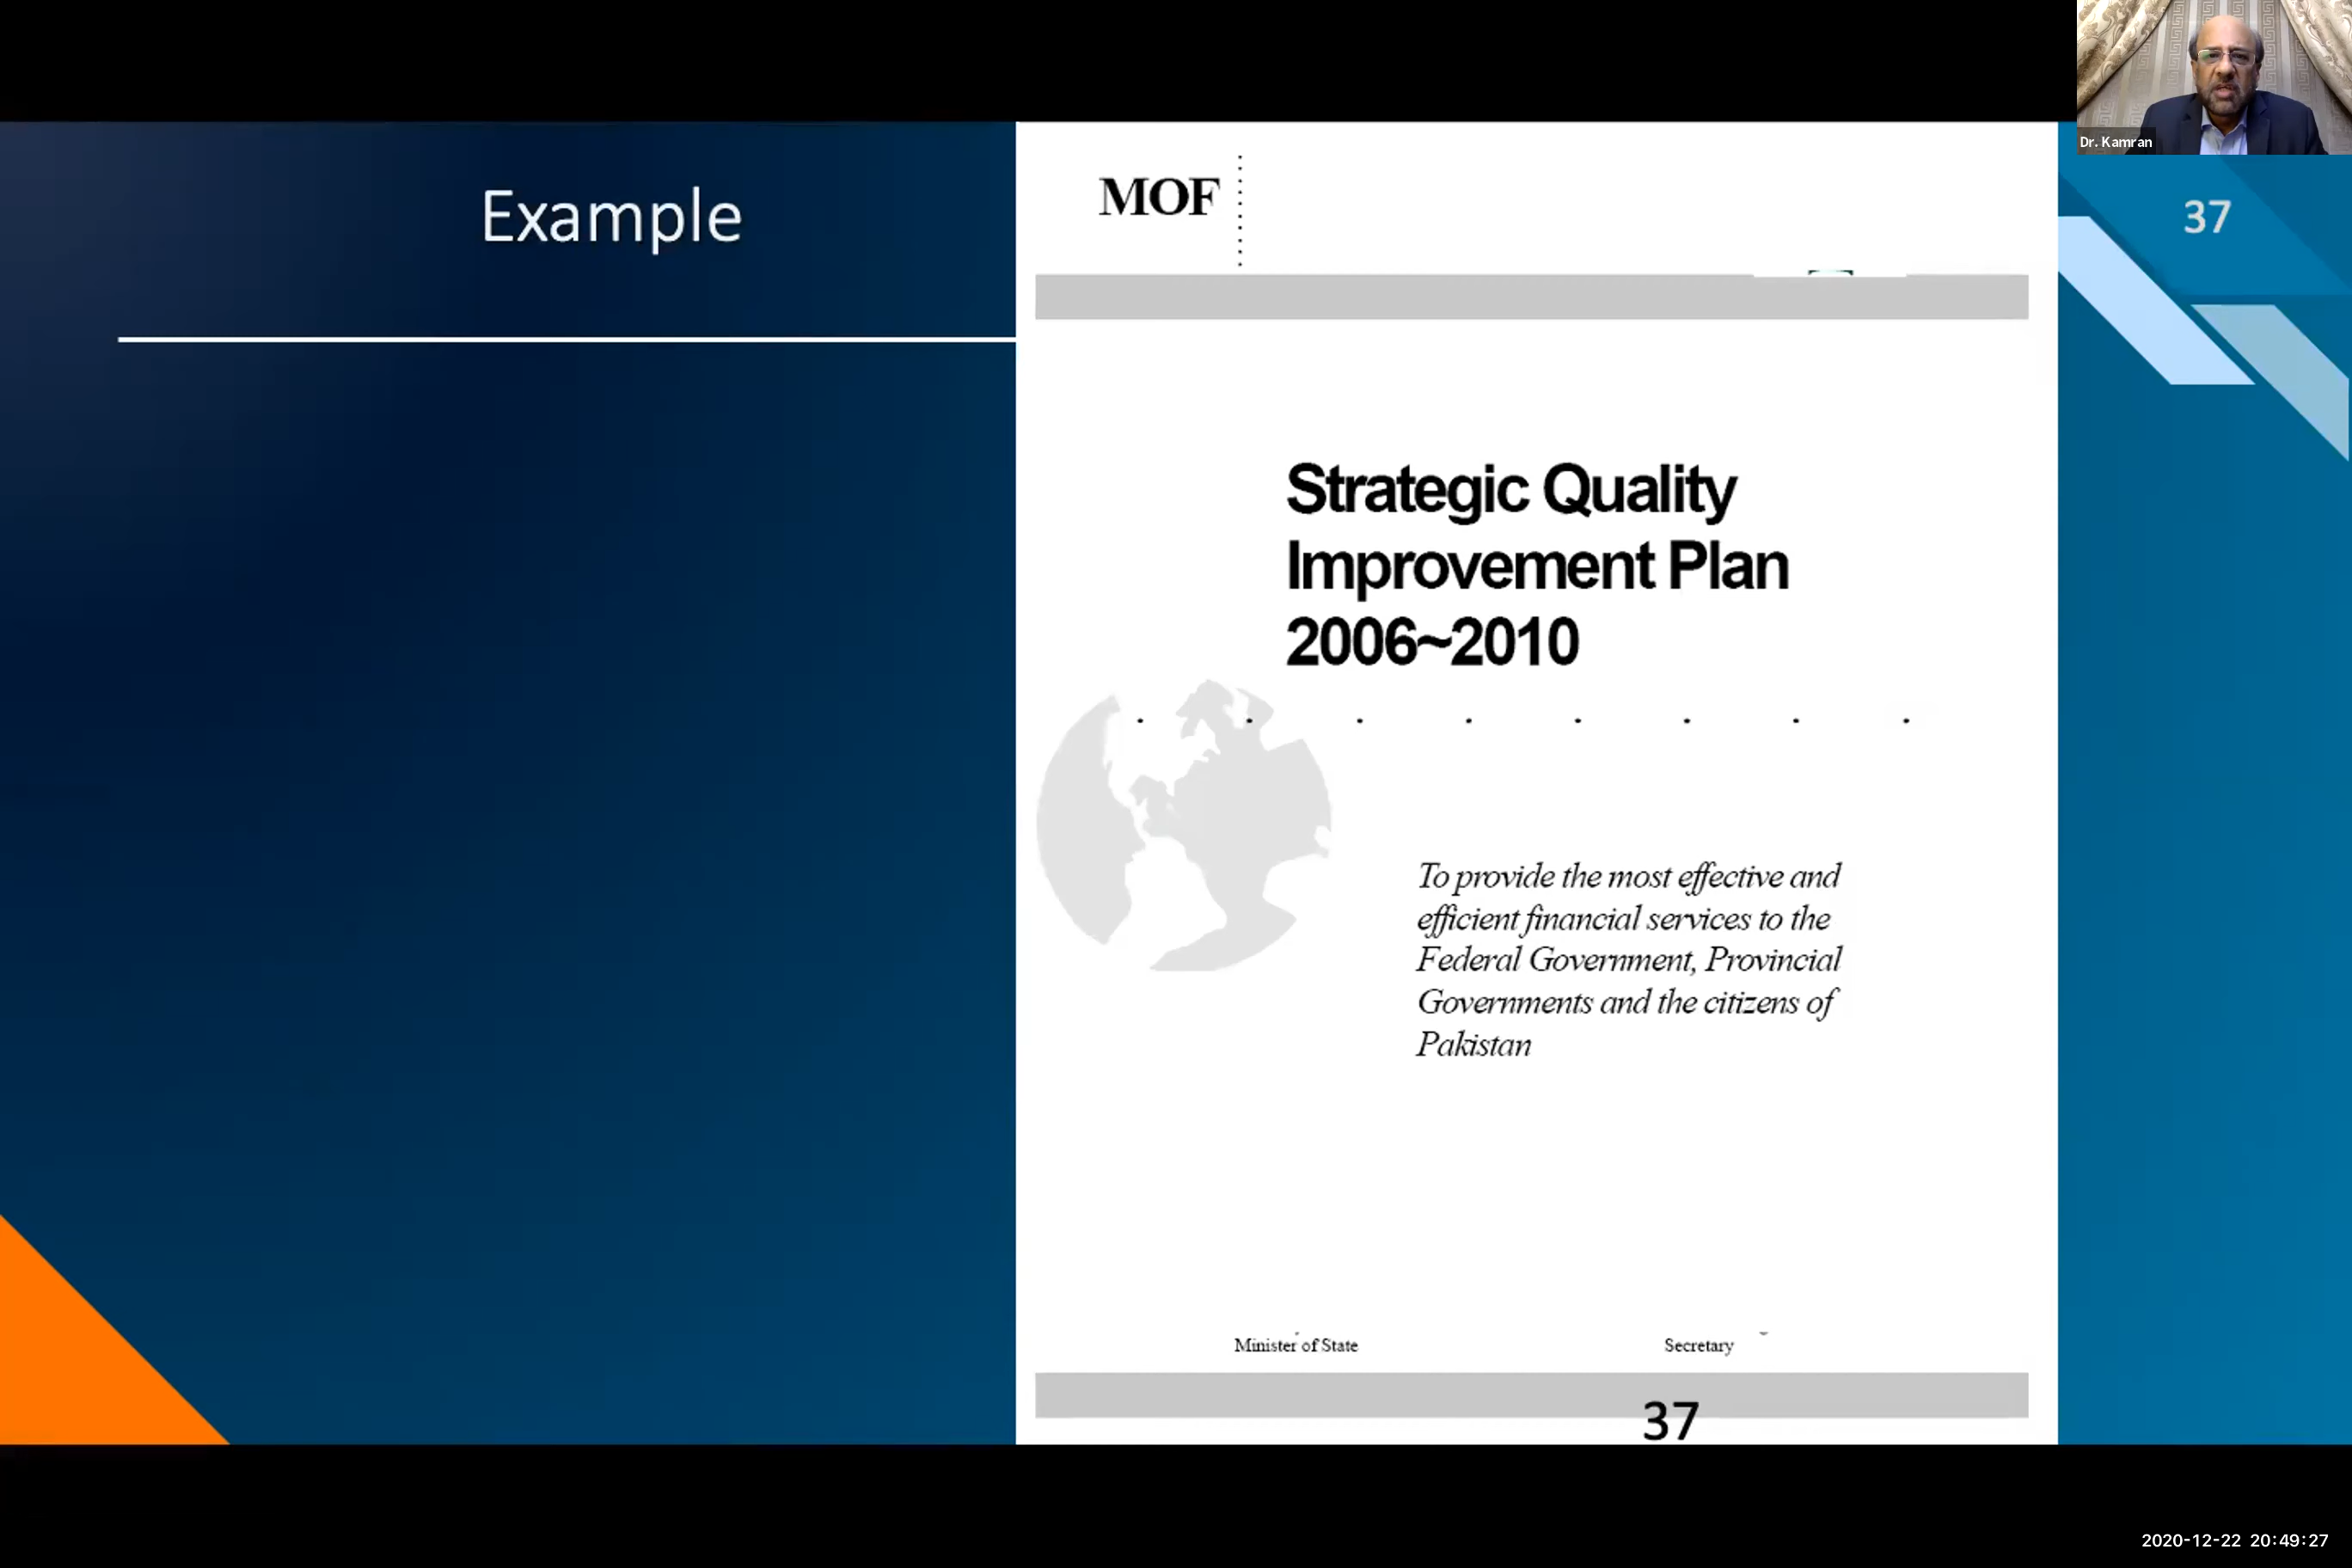 Dr. Kamran
Example
37
MOF
Strategic Quality
Improvement Plan
2006~2010
To provide the most effective and
efficient financial services to the
Federal Government, Provincial
Governments and the citizens of
Pakistan
Minister of State
Secretary
37
2020-12-22 20:49:27